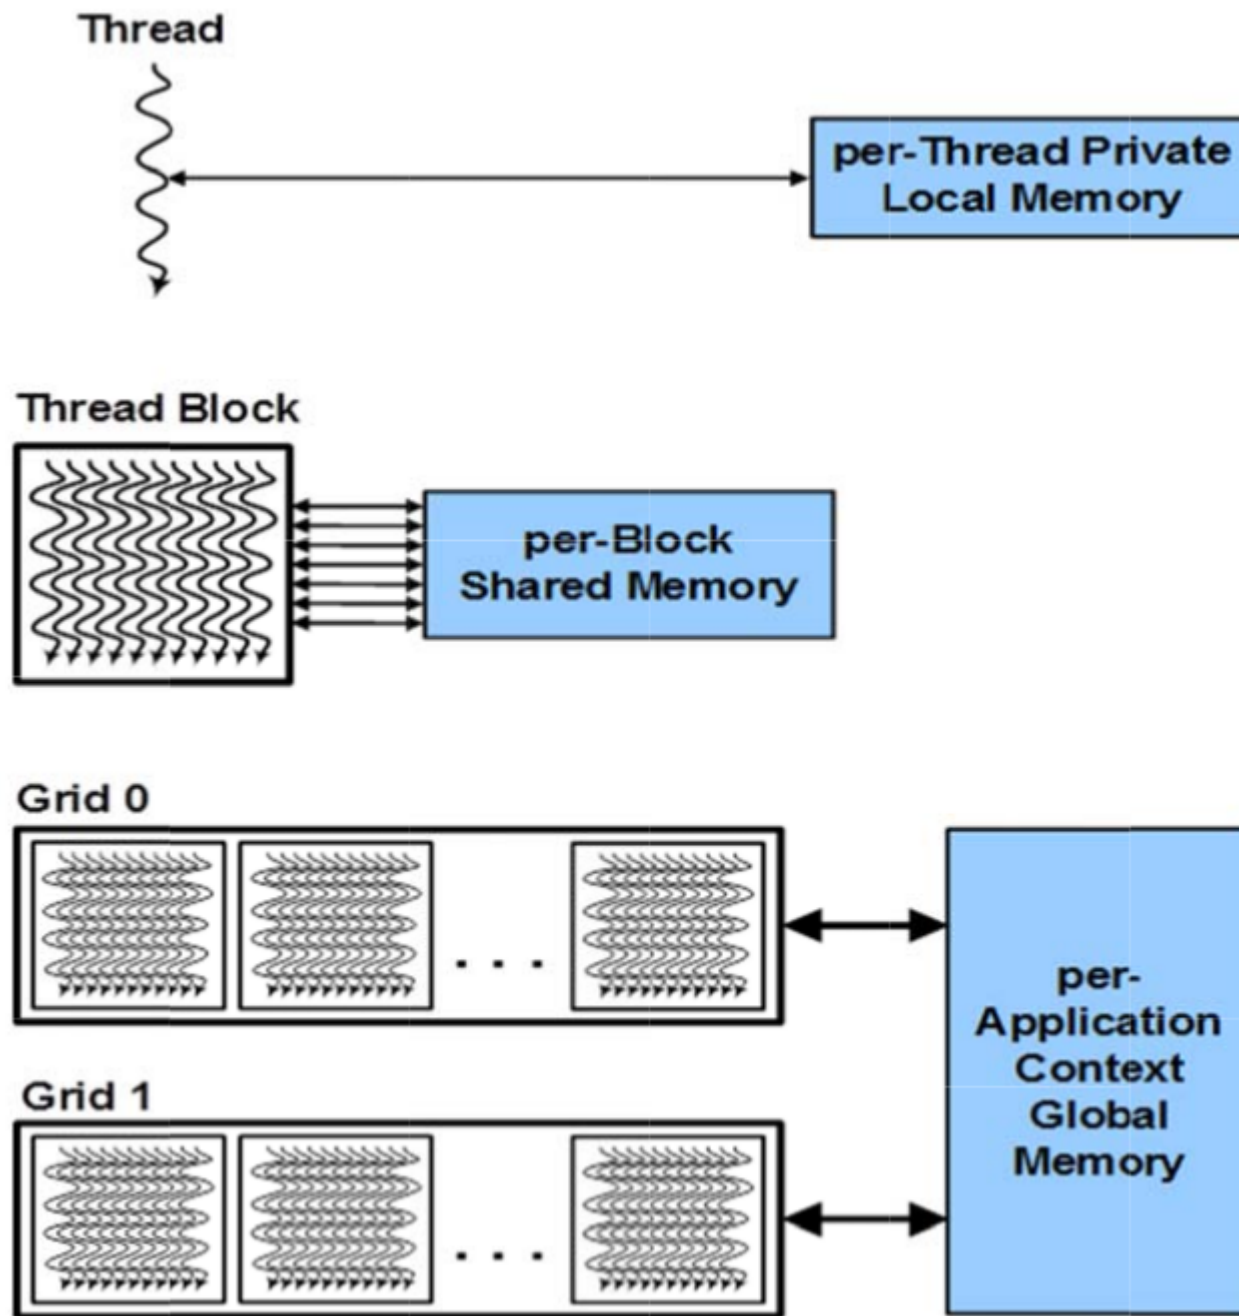 Thread
per-Thread Private
Local Memory
Thread Block
per-Block
Shared Memory
Grid 0
. . .
per-
Application
Context
Global
Memory
Grid 1
. . .